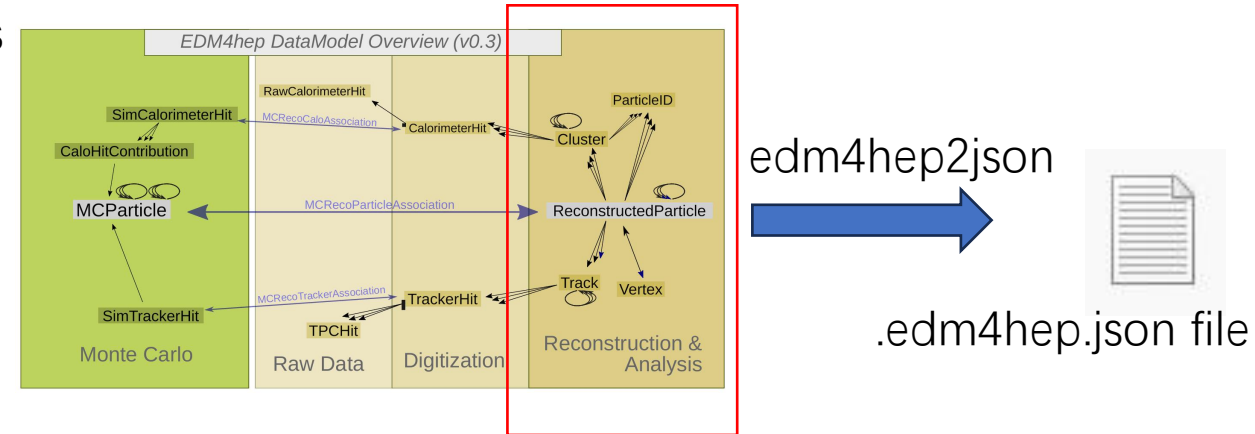 s
EDM4hep DataModel Overview (v0.3)
RawCalorimeterHit
ParticleID
SimCalorimeterHit
MCRecoCaloAssociation
CalorimeterHit
Cluster
CaloHitContribution
edm4hep2json
MCParticle
MCRecoParticleAssociation
ReconstructedParticle
Track
Vertex
MCRecoTrackerAssociation
TrackerHit
SimTrackerHit
TPCHit
.edm4hep.json file
Monte Carlo
Raw Data
Digitization
Reconstruction &
Analysis